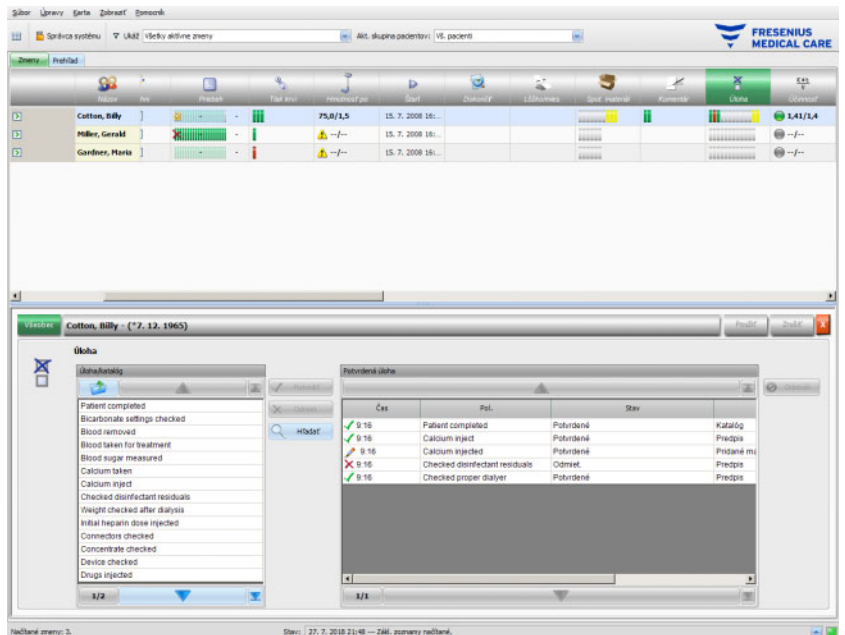 Súbor Úpravy Karta Zobraziť Pomocník
Správca systému Ukáž Všetky aktívne zmeny Akt. skupina pacientov: Vš. pacienti
FRESENIUS
MEDICAL CARE
Zmeny Prehľad
Názov Predpis Tlak krvi Hmotnosť po Štart Dokončiť Lôžkomies Spot. materiál Komentár Úloha Účinnosť
Cotton, Billy ] - - 75,0/1,5 15. 7. 2008 16:... 1,41/1,4
Miller, Gerald ] - --/-- 15. 7. 2008 16:... --/--
Gardner, Maria ] - - --/-- 15. 7. 2008 16:... --/--
Všeobec Cotton, Billy - (*7. 12. 1965) Použiť Zrušiť X
Úloha
Úloha/katalóg
Patient completed
Bicarbonate settings checked
Blood removed
Blood taken for treatment
Blood sugar measured
Calcium taken
Calcium inject
Checked disinfectant residuals
Weight checked after dialysis
Initial heparin dose injected
Connectors checked
Concentrate checked
Device checked
Drugs injected
1/2
Potvrdiť
Odmiet.
Hľadať
Potvrdená úloha
Čas Pol. Stav
9:16 Patient completed Potvrdené Katalóg
9:16 Calcium inject Potvrdené Predpis
9:16 Calcium injected Potvrdené Pridané ma
9:16 Checked disinfectant residuals Odmiet. Predpis
9:16 Checked proper dialyer Potvrdené Predpis
1/1
Načítané zmeny: 3. Stav: 27. 7. 2018 21:48 — Zákl. zoznamy načítané.